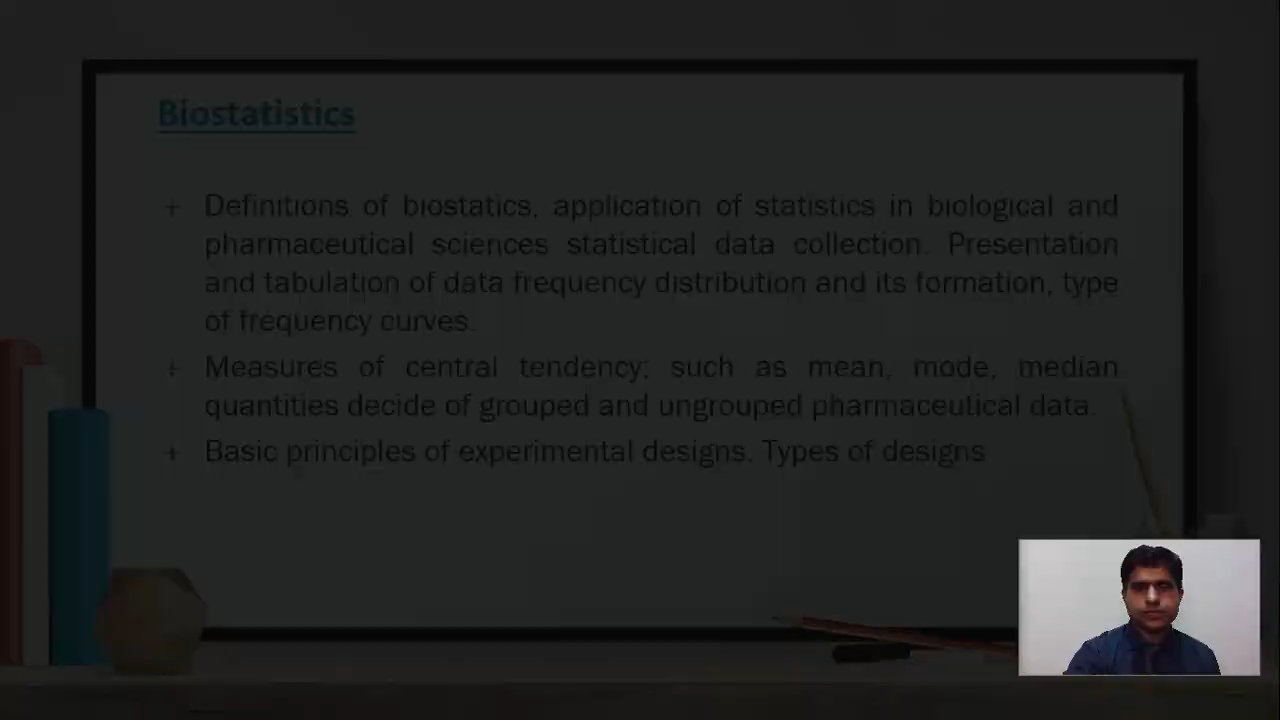 Biostatistics
+ Definitions of biostatics, application of statistics in biological and
pharmaceutical sciences statistical data collection. Presentation
and tabulation of data frequency distribution and its formation, type
of frequency curves.
+ Measures of central tendency; such as mean, mode, median
quantities decide of grouped and ungrouped pharmaceutical data.
+ Basic principles of experimental designs. Types of designs